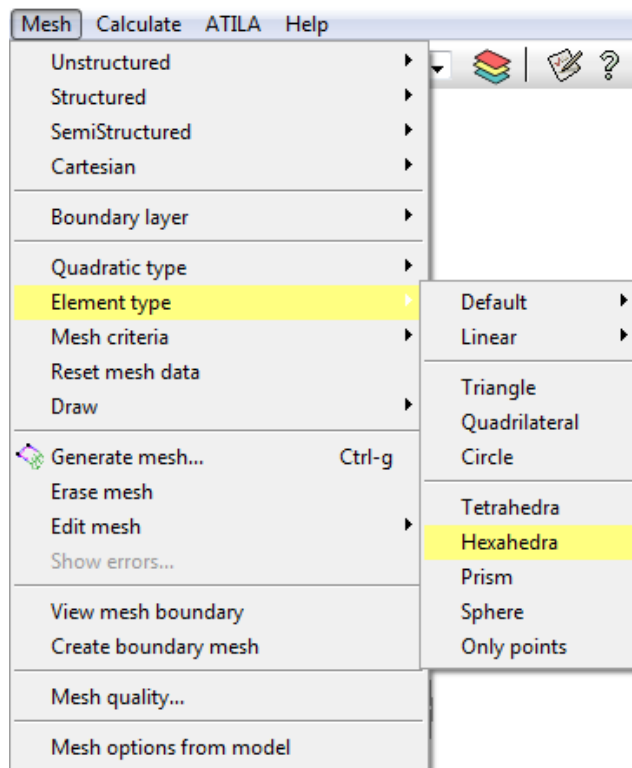 Mesh Calculate ATILA Help
Unstructured
Structured
SemiStructured
Cartesian
Boundary layer
Quadratic type
Element type
Mesh criteria
Reset mesh data
Draw
Generate mesh... Ctrl-g
Erase mesh
Edit mesh
Show errors...
View mesh boundary
Create boundary mesh
Mesh quality...
Mesh options from model
Default
Linear
Triangle
Quadrilateral
Circle
Tetrahedra
Hexahedra
Prism
Sphere
Only points